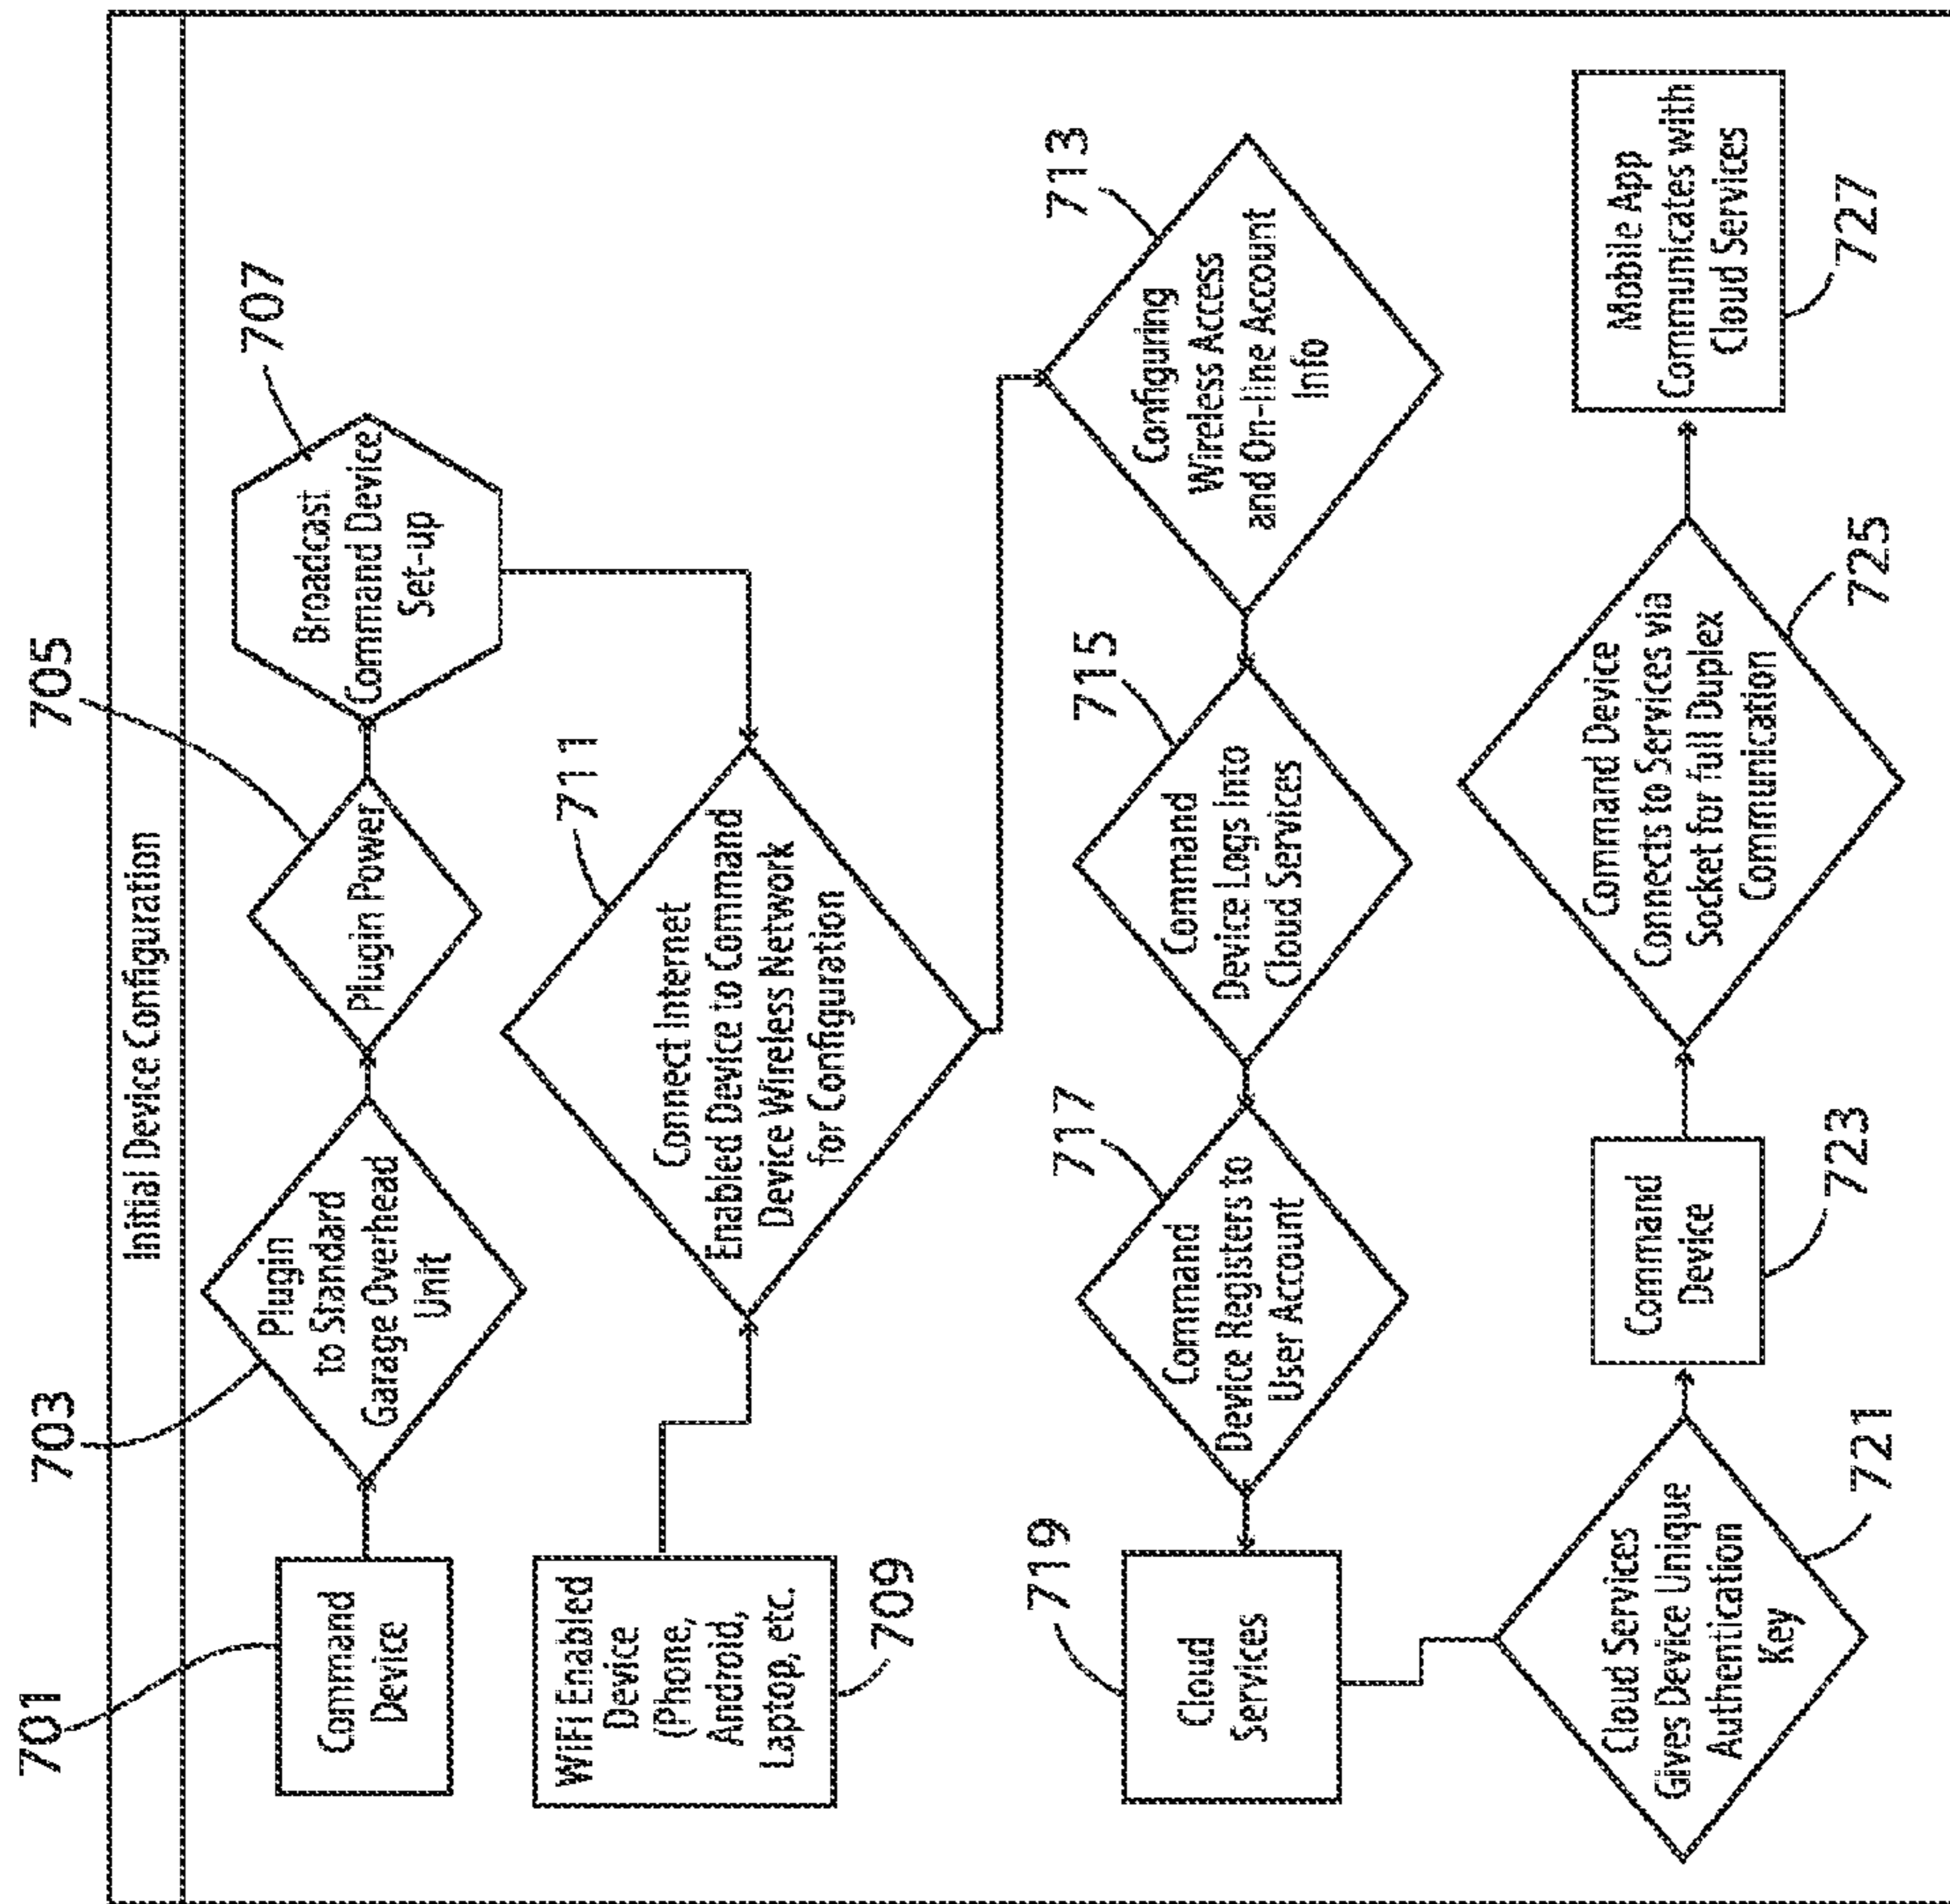 Initial Device Configuration
701
Command
Device
703
Plugin
to Standard
Garage Overhead
Unit
705
Plugin Power
707
Broadcast
Command Device
Set-up
709
WiFi Enabled
Device
(Phone,
Android,
Laptop, etc.
711
Connect Internet
Enabled Device to Command
Device Wireless Network
for Configuration
713
Configuring
Wireless Access
and On-line Account
Info
715
Command
Device Logs Into
Cloud Services
717
Command
Device Registers to
User Account
719
Cloud
Services
721
Cloud Services
Gives Device Unique
Authentication
Key
723
Command
Device
725
Command Device
Connects to Services via
Socket for full Duplex
Communication
727
Mobile App
Communicates with
Cloud Services